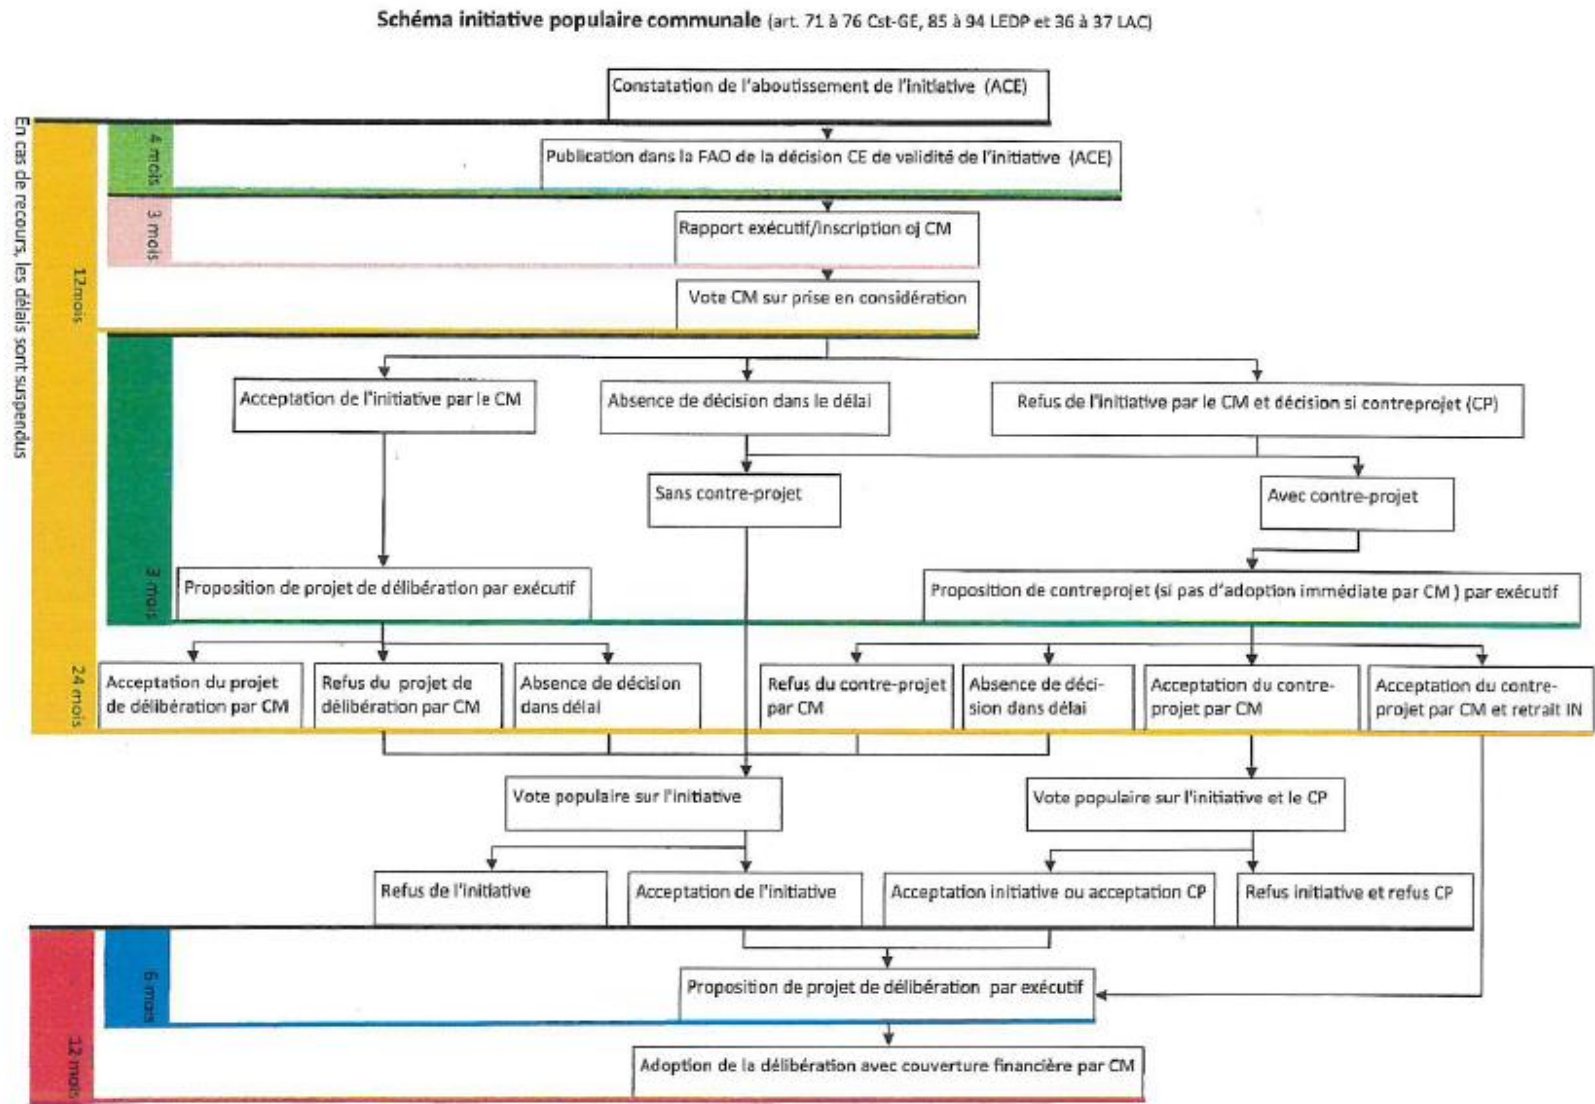 Schéma initiative populaire communale (art. 71 à 76 Cst-GE, 85 à 94 LEDP et 36 à 37 LAC)
Constatation de l'aboutissement de l'initiative (ACE)
En cas de recours, les délais sont suspendus
4 mois
Publication dans la FAO de la décision CE de validité de l'initiative (ACE)
3 mois
Rapport exécutif/inscription oj CM
12mois
Vote CM sur prise en considération
Acceptation de l'initiative par le CM
Absence de décision dans le délai
Refus de l'initiative par le CM et décision si contreprojet (CP)
Sans contre-projet
Avec contre-projet
3 mois
Proposition de projet de délibération par exécutif
Proposition de contreprojet (si pas d'adoption immédiate par CM ) par exécutif
24 mois
Acceptation du projet
de délibération par CM
Refus du projet de
délibération par CM
Absence de décision
dans délai
Refus du contre-projet
par CM
Absence de déci-
sion dans délai
Acceptation du contre-
projet par CM
Acceptation du contre-
projet par CM et retrait IN
Vote populaire sur l'initiative
Vote populaire sur l'initiative et le CP
Refus de l'initiative
Acceptation de l'initiative
Acceptation initiative ou acceptation CP
Refus initiative et refus CP
6 mois
Proposition de projet de délibération par exécutif
12 mois
Adoption de la délibération avec couverture financière par CM